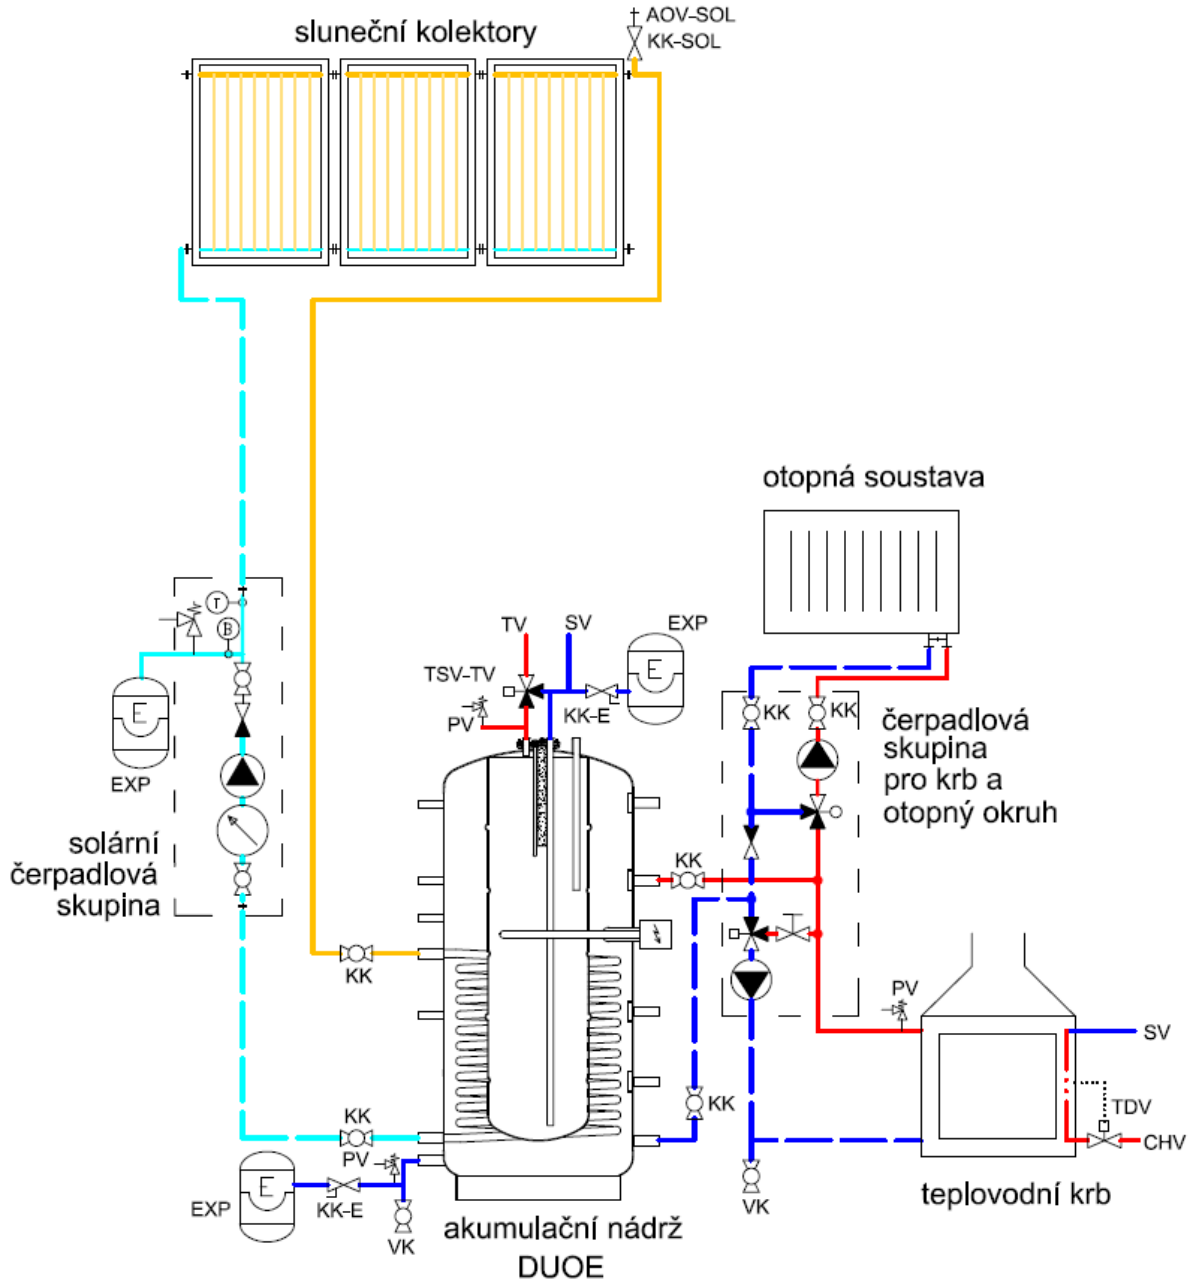 AOV-SOL
sluneční kolektory
KK-SOL
otopná soustava
T
B
E
EXP
solární
čerpadlová
skupina
TV
SV
EXP
E
TSV-TV
PV
KK-E
KK
KK
čerpadlová
skupina
pro krb a
otopný okruh
KK
KK
PV
SV
KK
TDV
CHV
KK
PV
E
EXP
KK-E
VK
VK
teplovodní krb
akumulační nádrž
DUOE